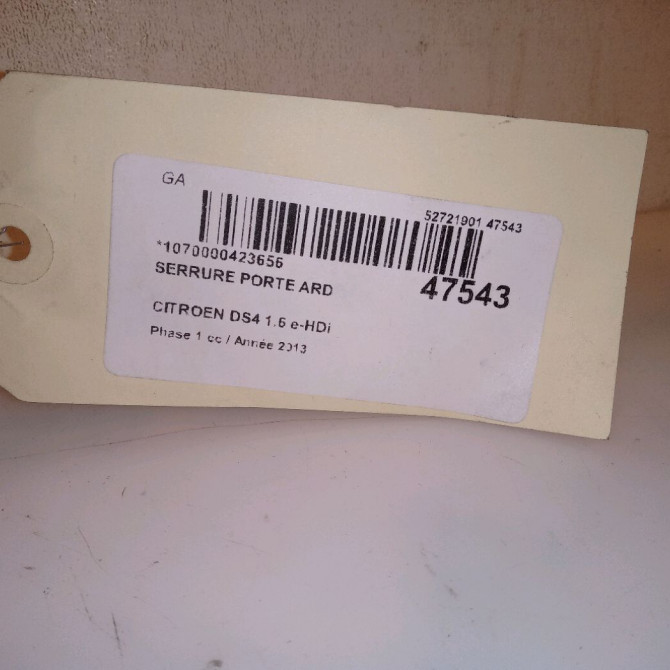 GA
52721901 47543
*1070000423656
SERRURE PORTE ARD
47543
CITROEN DS4 1.6 e-HDi
Phase 1 cc / Année 2013